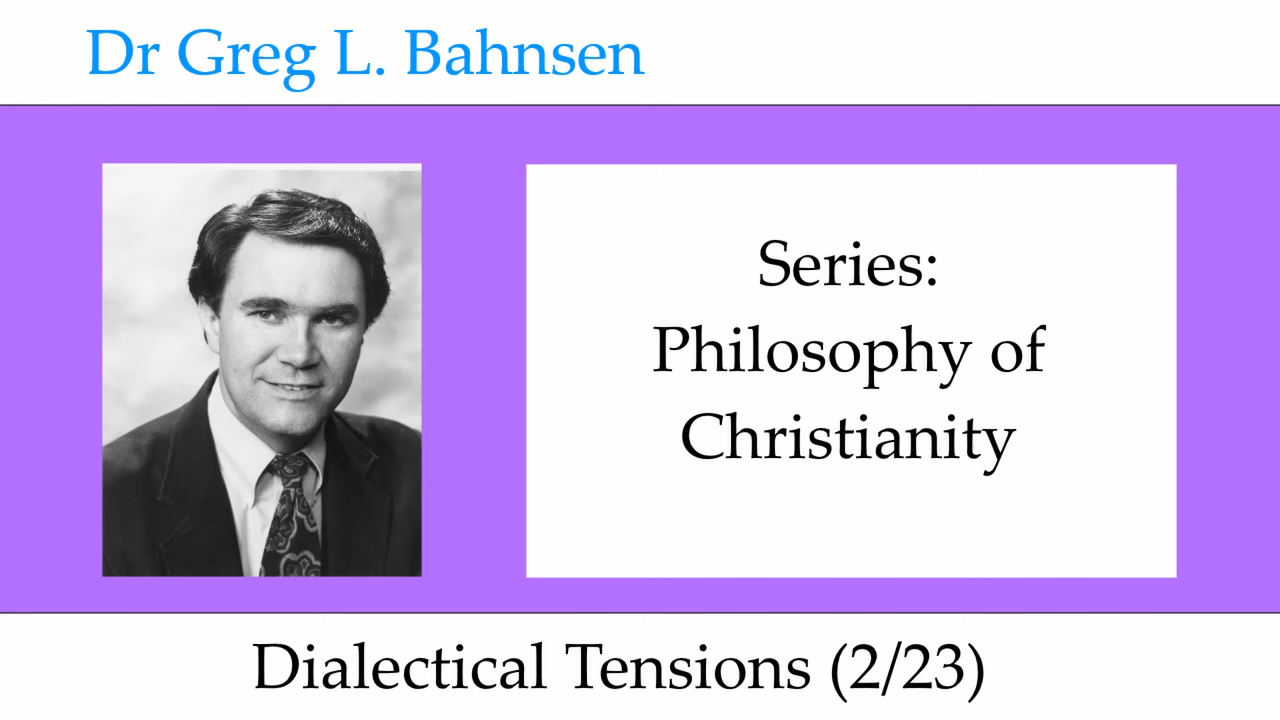 Dr Greg L. Bahnsen
Series:
Philosophy of
Christianity
Dialectical Tensions (2/23)